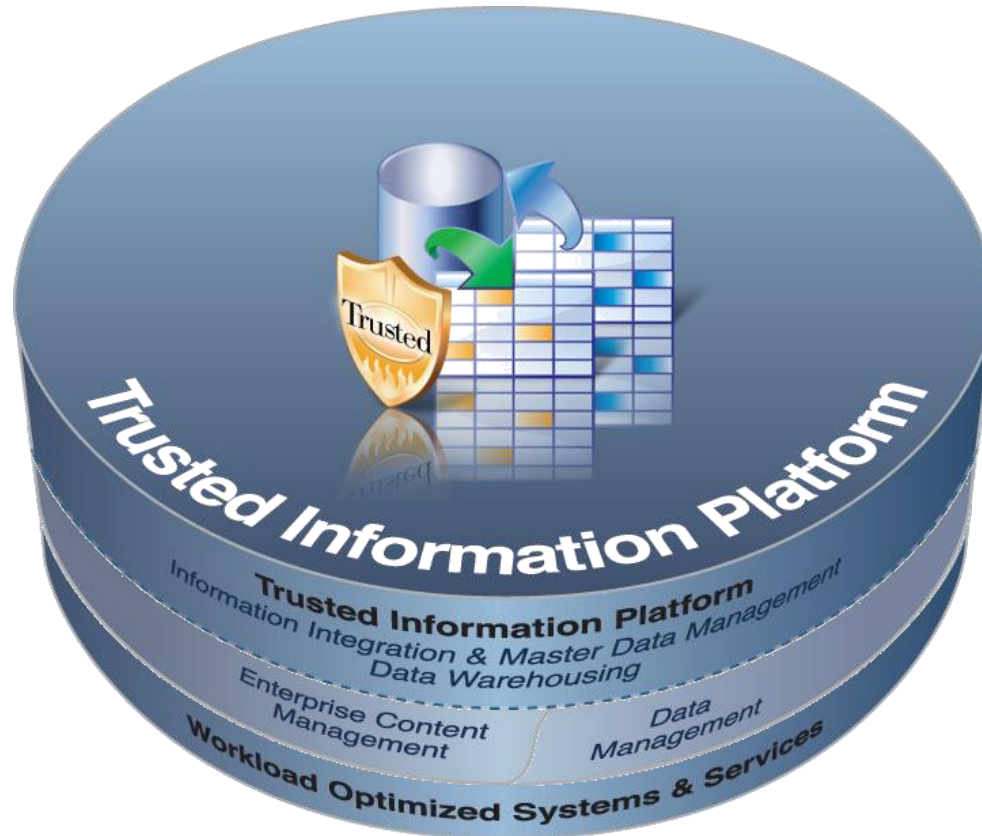 Trusted
Trusted
Trusted Information Platform
Trusted Information Platform
Information Integration & Master Data Management
Data Warehousing
Enterprise Content
Management
Data
Management
Workload Optimized Systems & Services